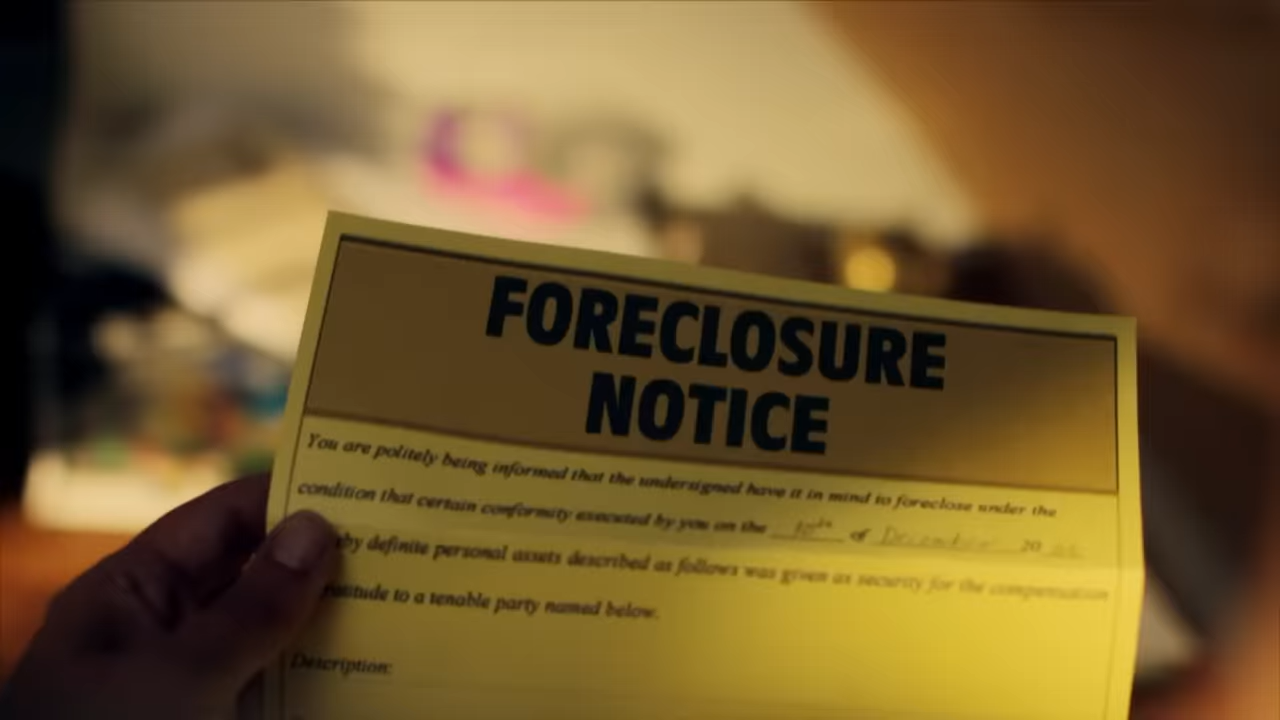 FORECLOSURE
NOTICE
You are politely being informed that the undersigned have it in mind to foreclose under the
condition that certain conformity executed by you on the 10th of December 20
by definite personal assets described as follows was given as security for the compensation
to a tenable party named below.
Description: